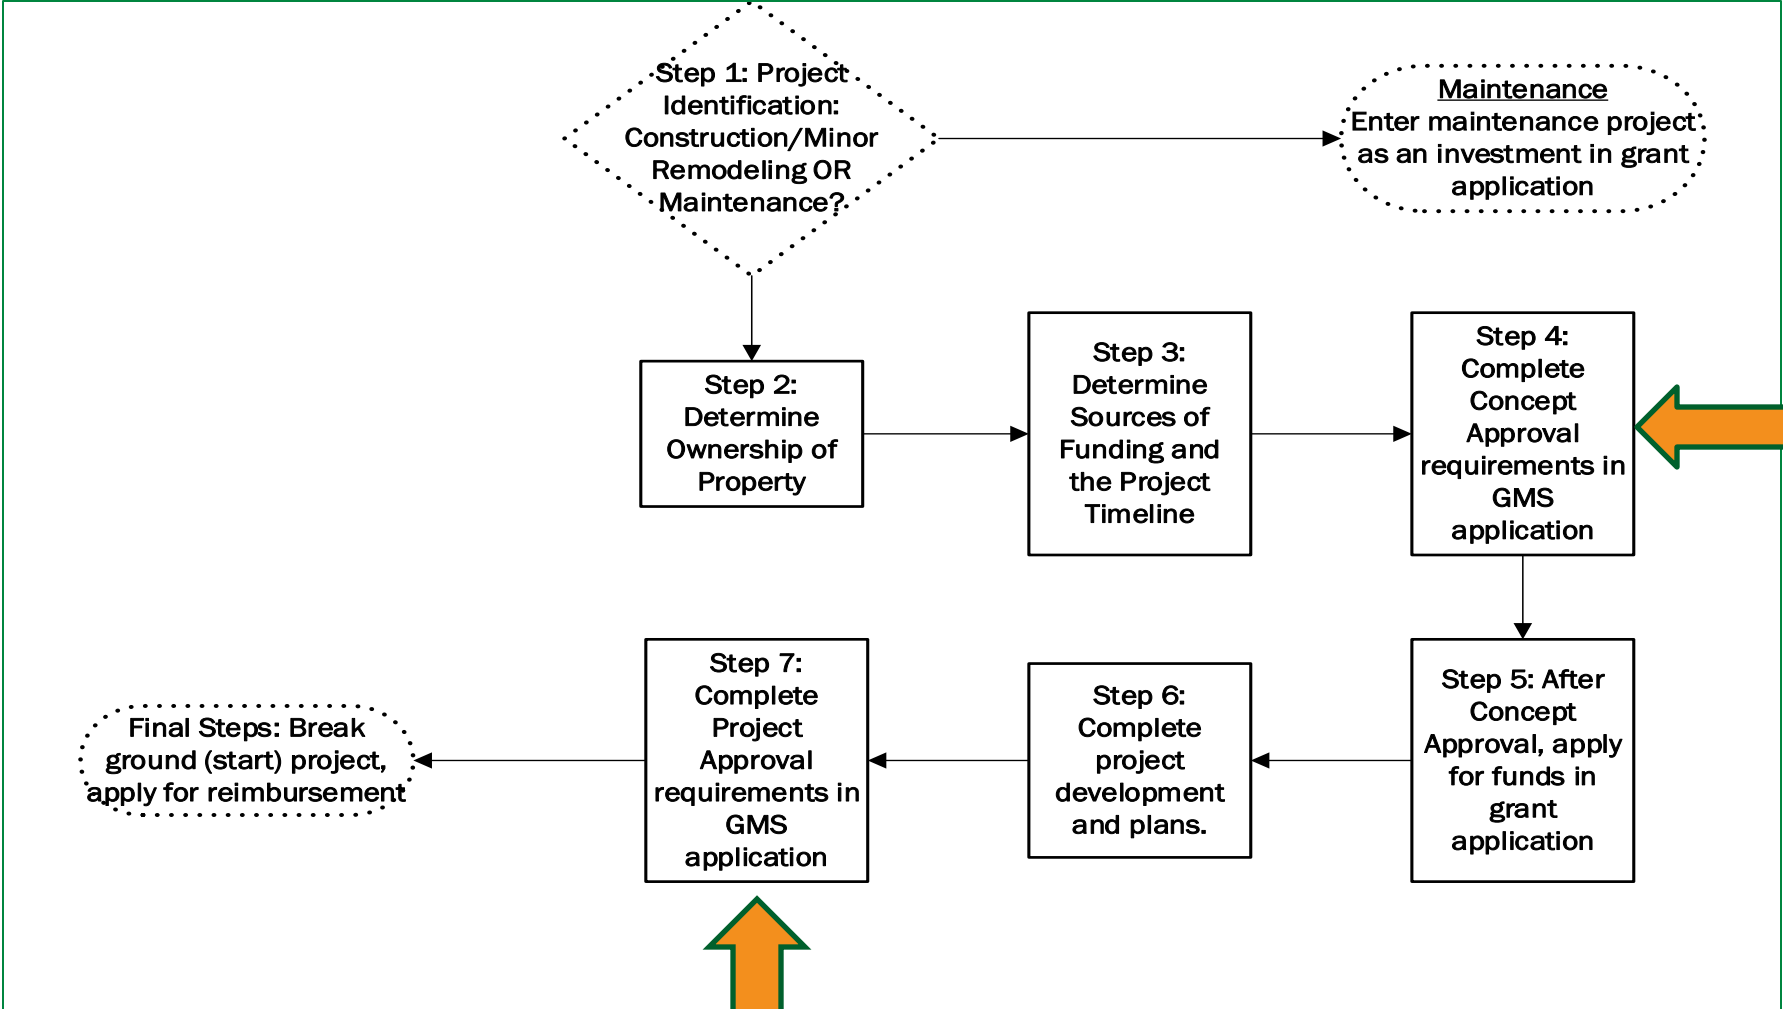 Step 1: Project
Identification:
Construction/Minor
Remodeling OR
Maintenance?
Maintenance
Enter maintenance project
as an investment in grant
application
Step 2:
Determine
Ownership of
Property
Step 3:
Determine
Sources of
Funding and
the Project
Timeline
Step 4:
Complete
Concept
Approval
requirements in
GMS
application
Step 5: After
Concept
Approval, apply
for funds in
grant
application
Step 6:
Complete
project
development
and plans.
Step 7:
Complete
Project
Approval
requirements in
GMS
application
Final Steps: Break
ground (start) project,
apply for reimbursement